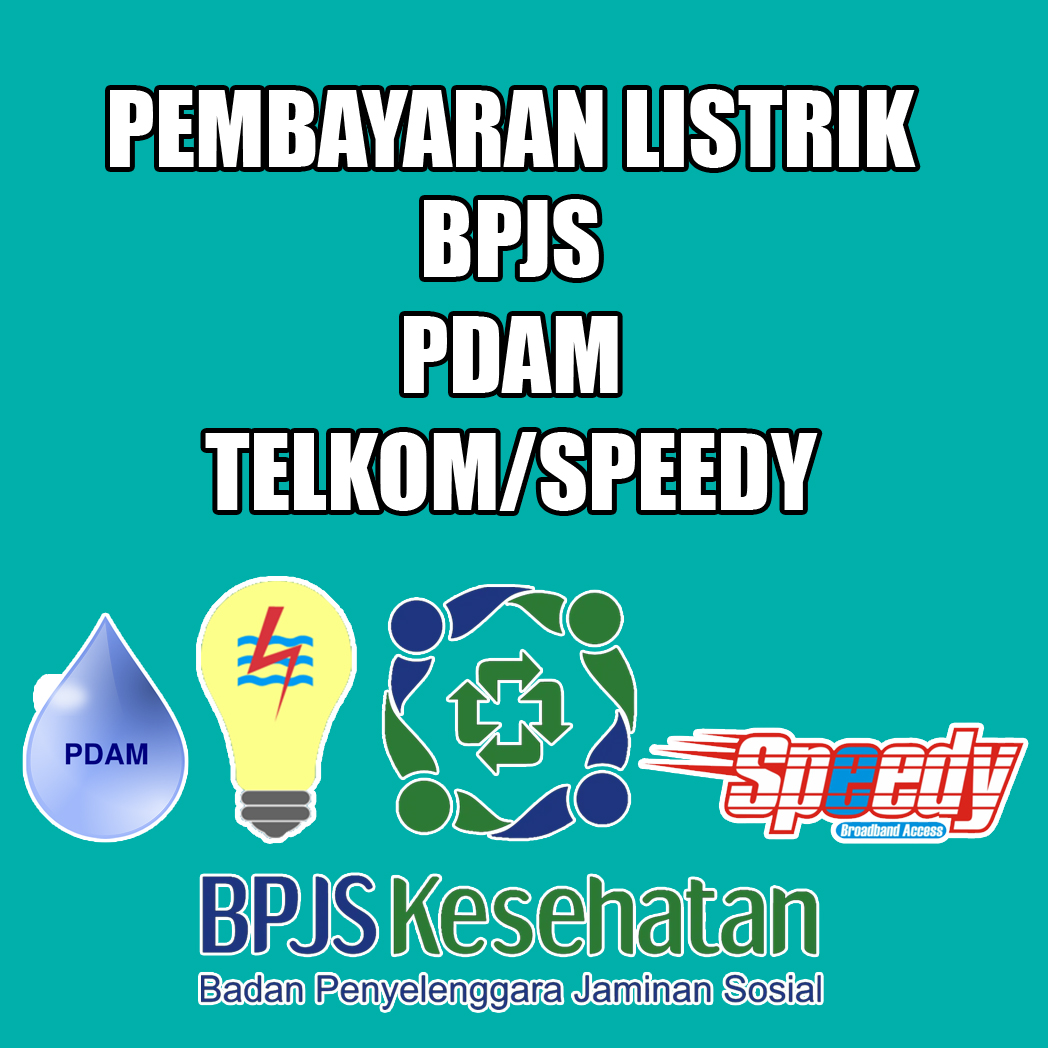 PEMBAYARAN LISTRIK
BPJS
PDAM
TELKOM/SPEEDY
PDAM
Speedy
Broadband Access
BPJS Kesehatan
Badan Penyelenggara Jaminan Sosial